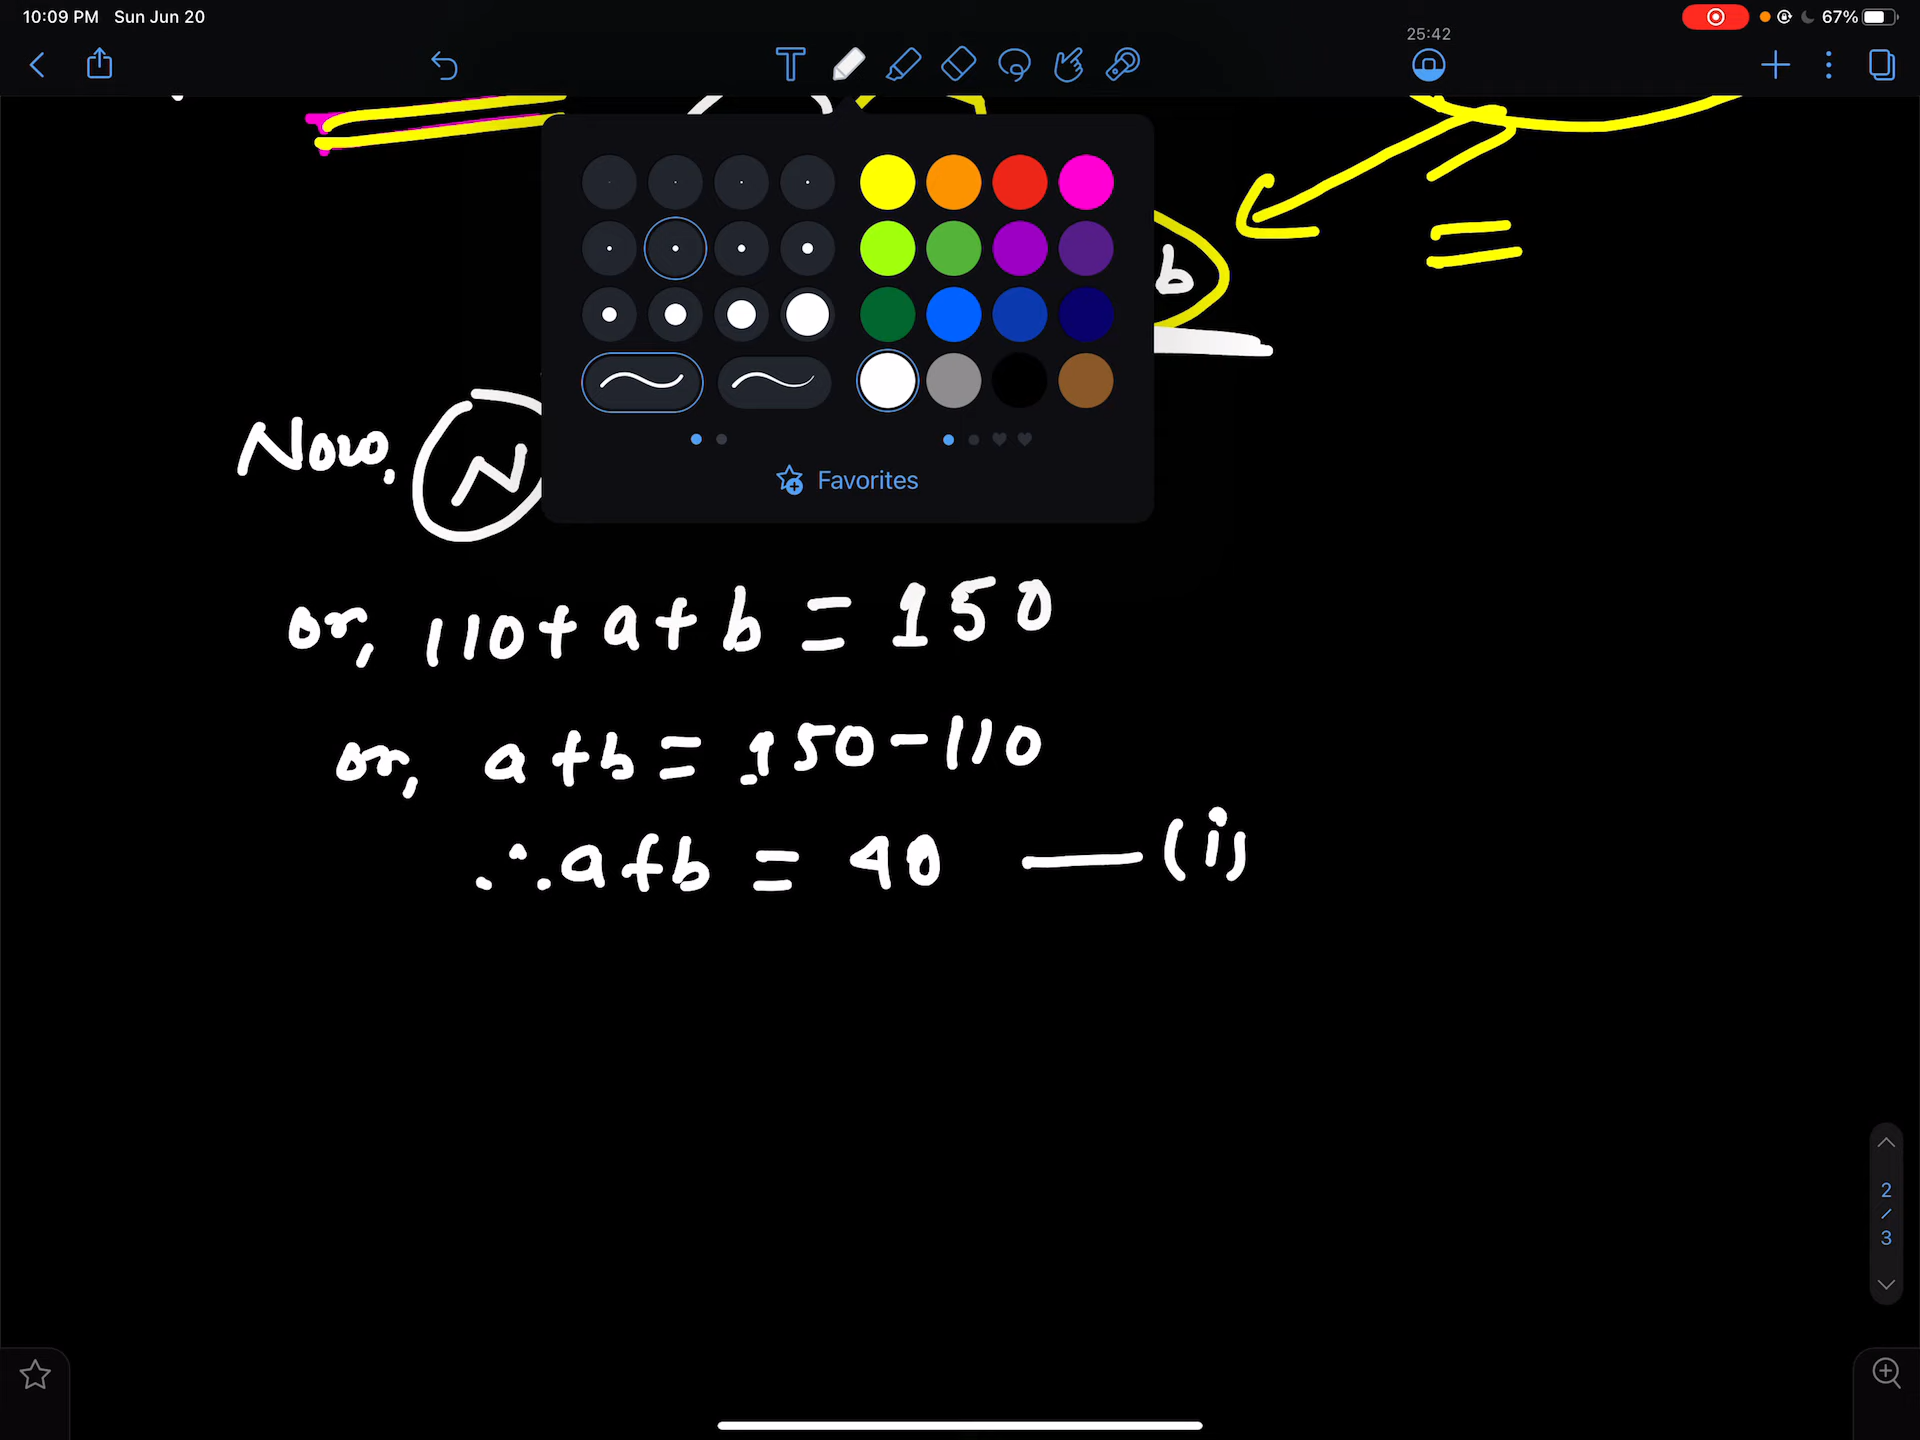 10:09 PM Sun Jun 20
67%
25:42
b
Now, N
Favorites
or, 110 + a + b = 150
or, a + b = 150 - 110
∴ a + b = 40 — (i)
2
/
3